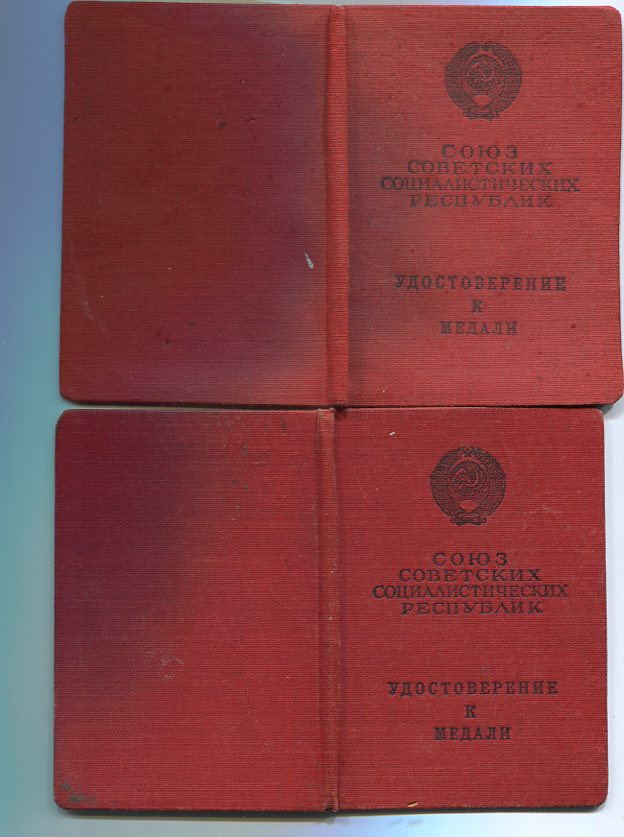 СОЮЗ
СОВЕТСКИХ
СОЦИАЛИСТИЧЕСКИХ
РЕСПУБЛИК
УДОСТОВЕРЕНИЕ
К
МЕДАЛИ
СОЮЗ
СОВЕТСКИХ
СОЦИАЛИСТИЧЕСКИХ
РЕСПУБЛИК
УДОСТОВЕРЕНИЕ
К
МЕДАЛИ